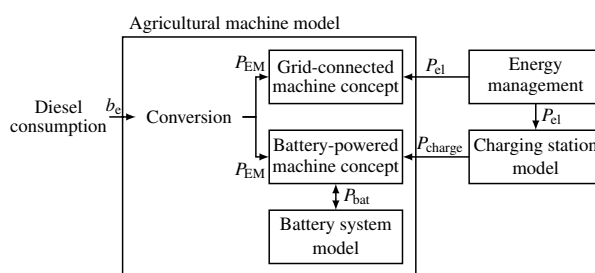 Agricultural machine model
P_EM
Grid-connected
machine concept
P_el
Energy
management
Diesel
consumption
b_e
Conversion
P_el
Battery-powered
machine concept
P_EM
P_charge
Charging station
model
P_bat
Battery system
model